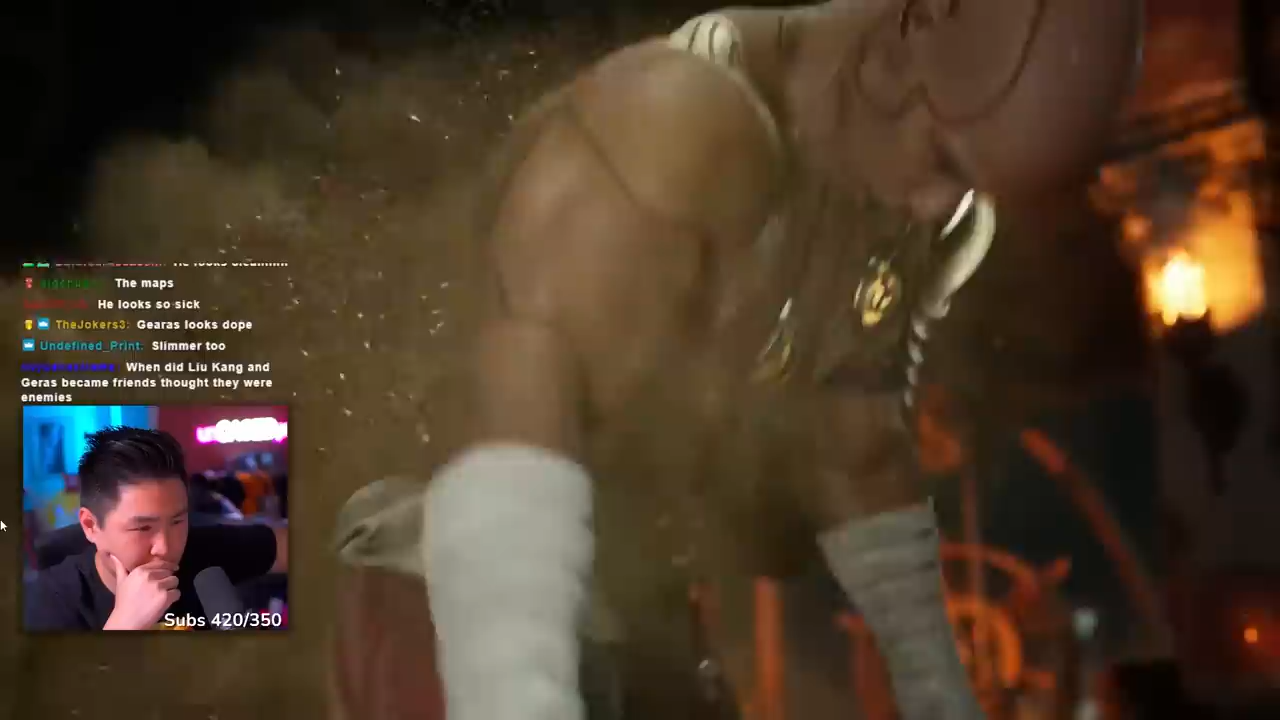 The maps
He looks so sick
TheJokers3: Gearas looks dope
Undefined_Print: Slimmer too
When did Liu Kang and
Geras became friends thought they were
enemies
Subs 420/350